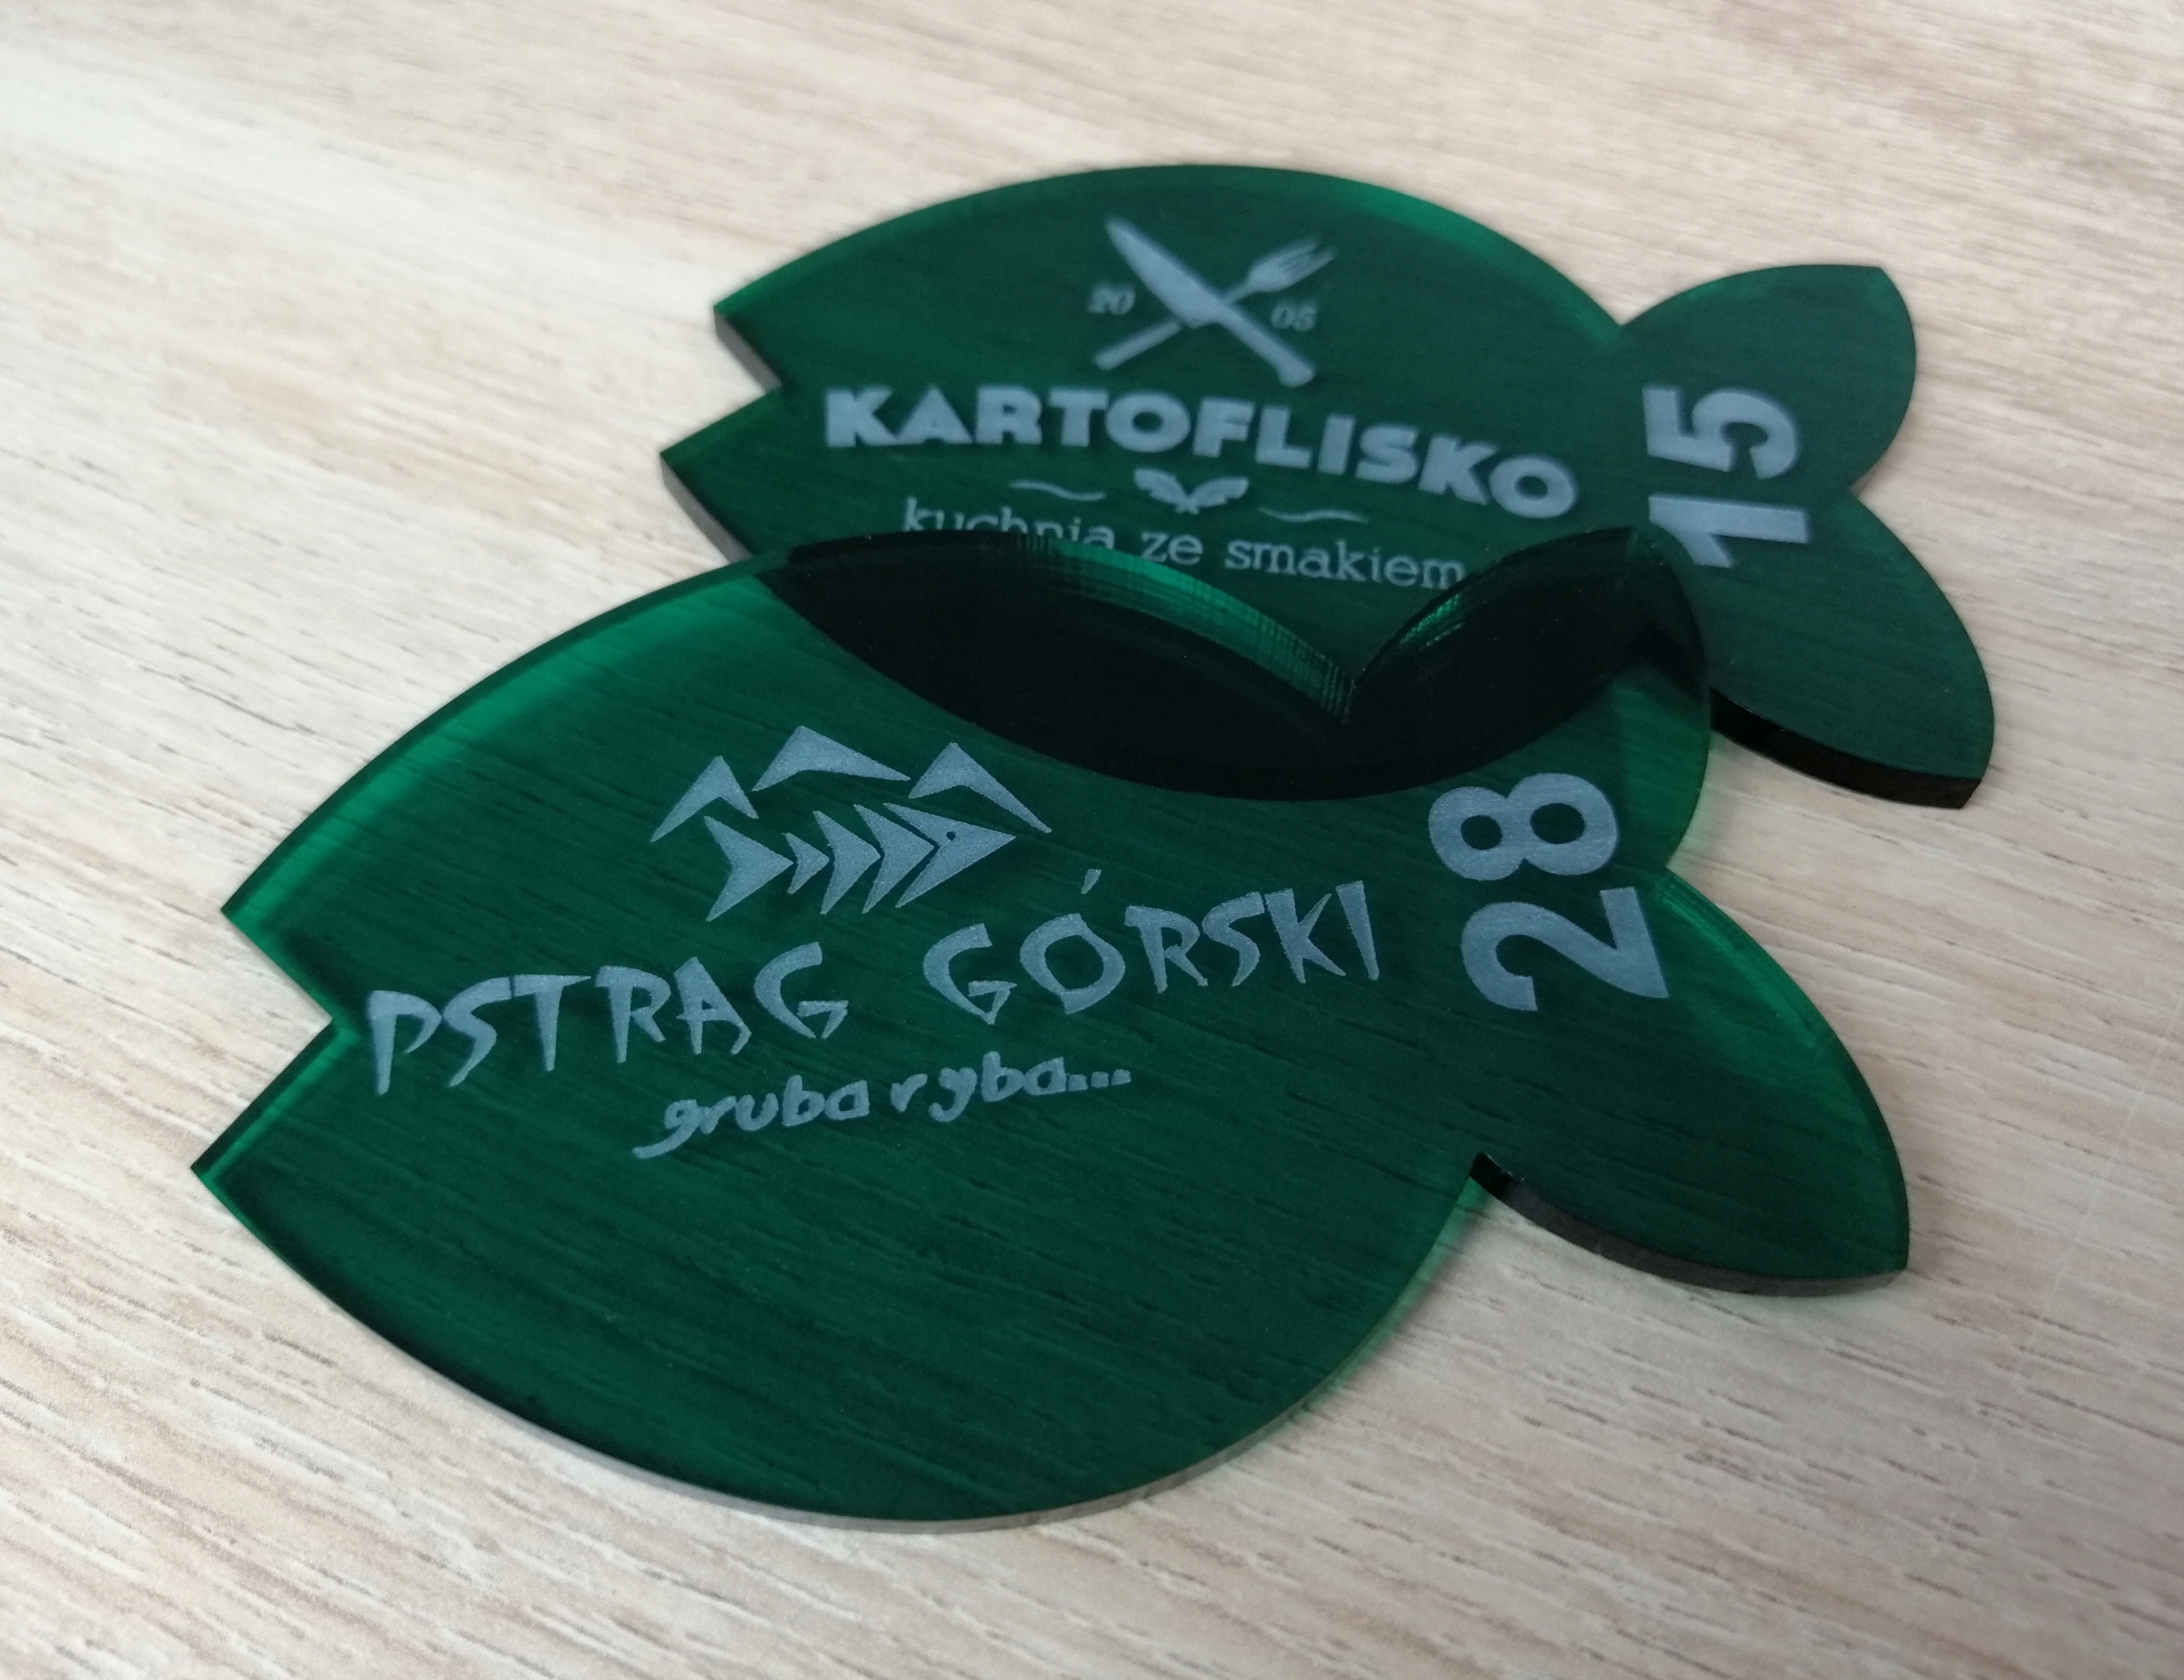 20 05
KARTOFLISKO
kuchnia ze smakiem
15
PSTRĄG GÓRSKI
gruba ryba...
28